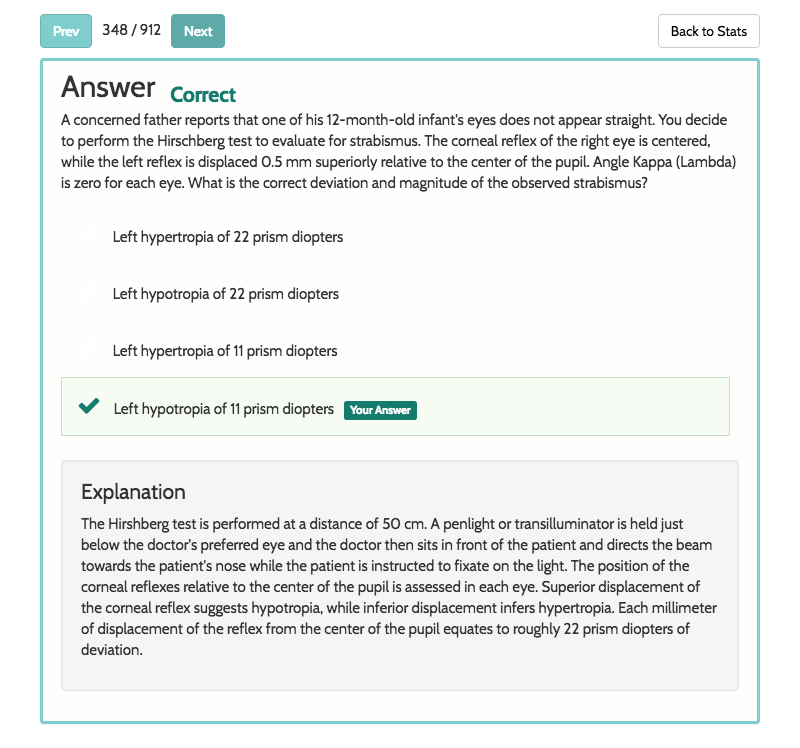 Prev 348 / 912 Next Back to Stats
Answer Correct
A concerned father reports that one of his 12-month-old infant's eyes does not appear straight. You decide
to perform the Hirschberg test to evaluate for strabismus. The corneal reflex of the right eye is centered,
while the left reflex is displaced 0.5 mm superiorly relative to the center of the pupil. Angle Kappa (Lambda)
is zero for each eye. What is the correct deviation and magnitude of the observed strabismus?
Left hypertropia of 22 prism diopters
Left hypotropia of 22 prism diopters
Left hypertropia of 11 prism diopters
Left hypotropia of 11 prism diopters Your Answer
Explanation
The Hirshberg test is performed at a distance of 50 cm. A penlight or transilluminator is held just
below the doctor's preferred eye and the doctor then sits in front of the patient and directs the beam
towards the patient's nose while the patient is instructed to fixate on the light. The position of the
corneal reflexes relative to the center of the pupil is assessed in each eye. Superior displacement of
the corneal reflex suggests hypotropia, while inferior displacement infers hypertropia. Each millimeter
of displacement of the reflex from the center of the pupil equates to roughly 22 prism diopters of
deviation.